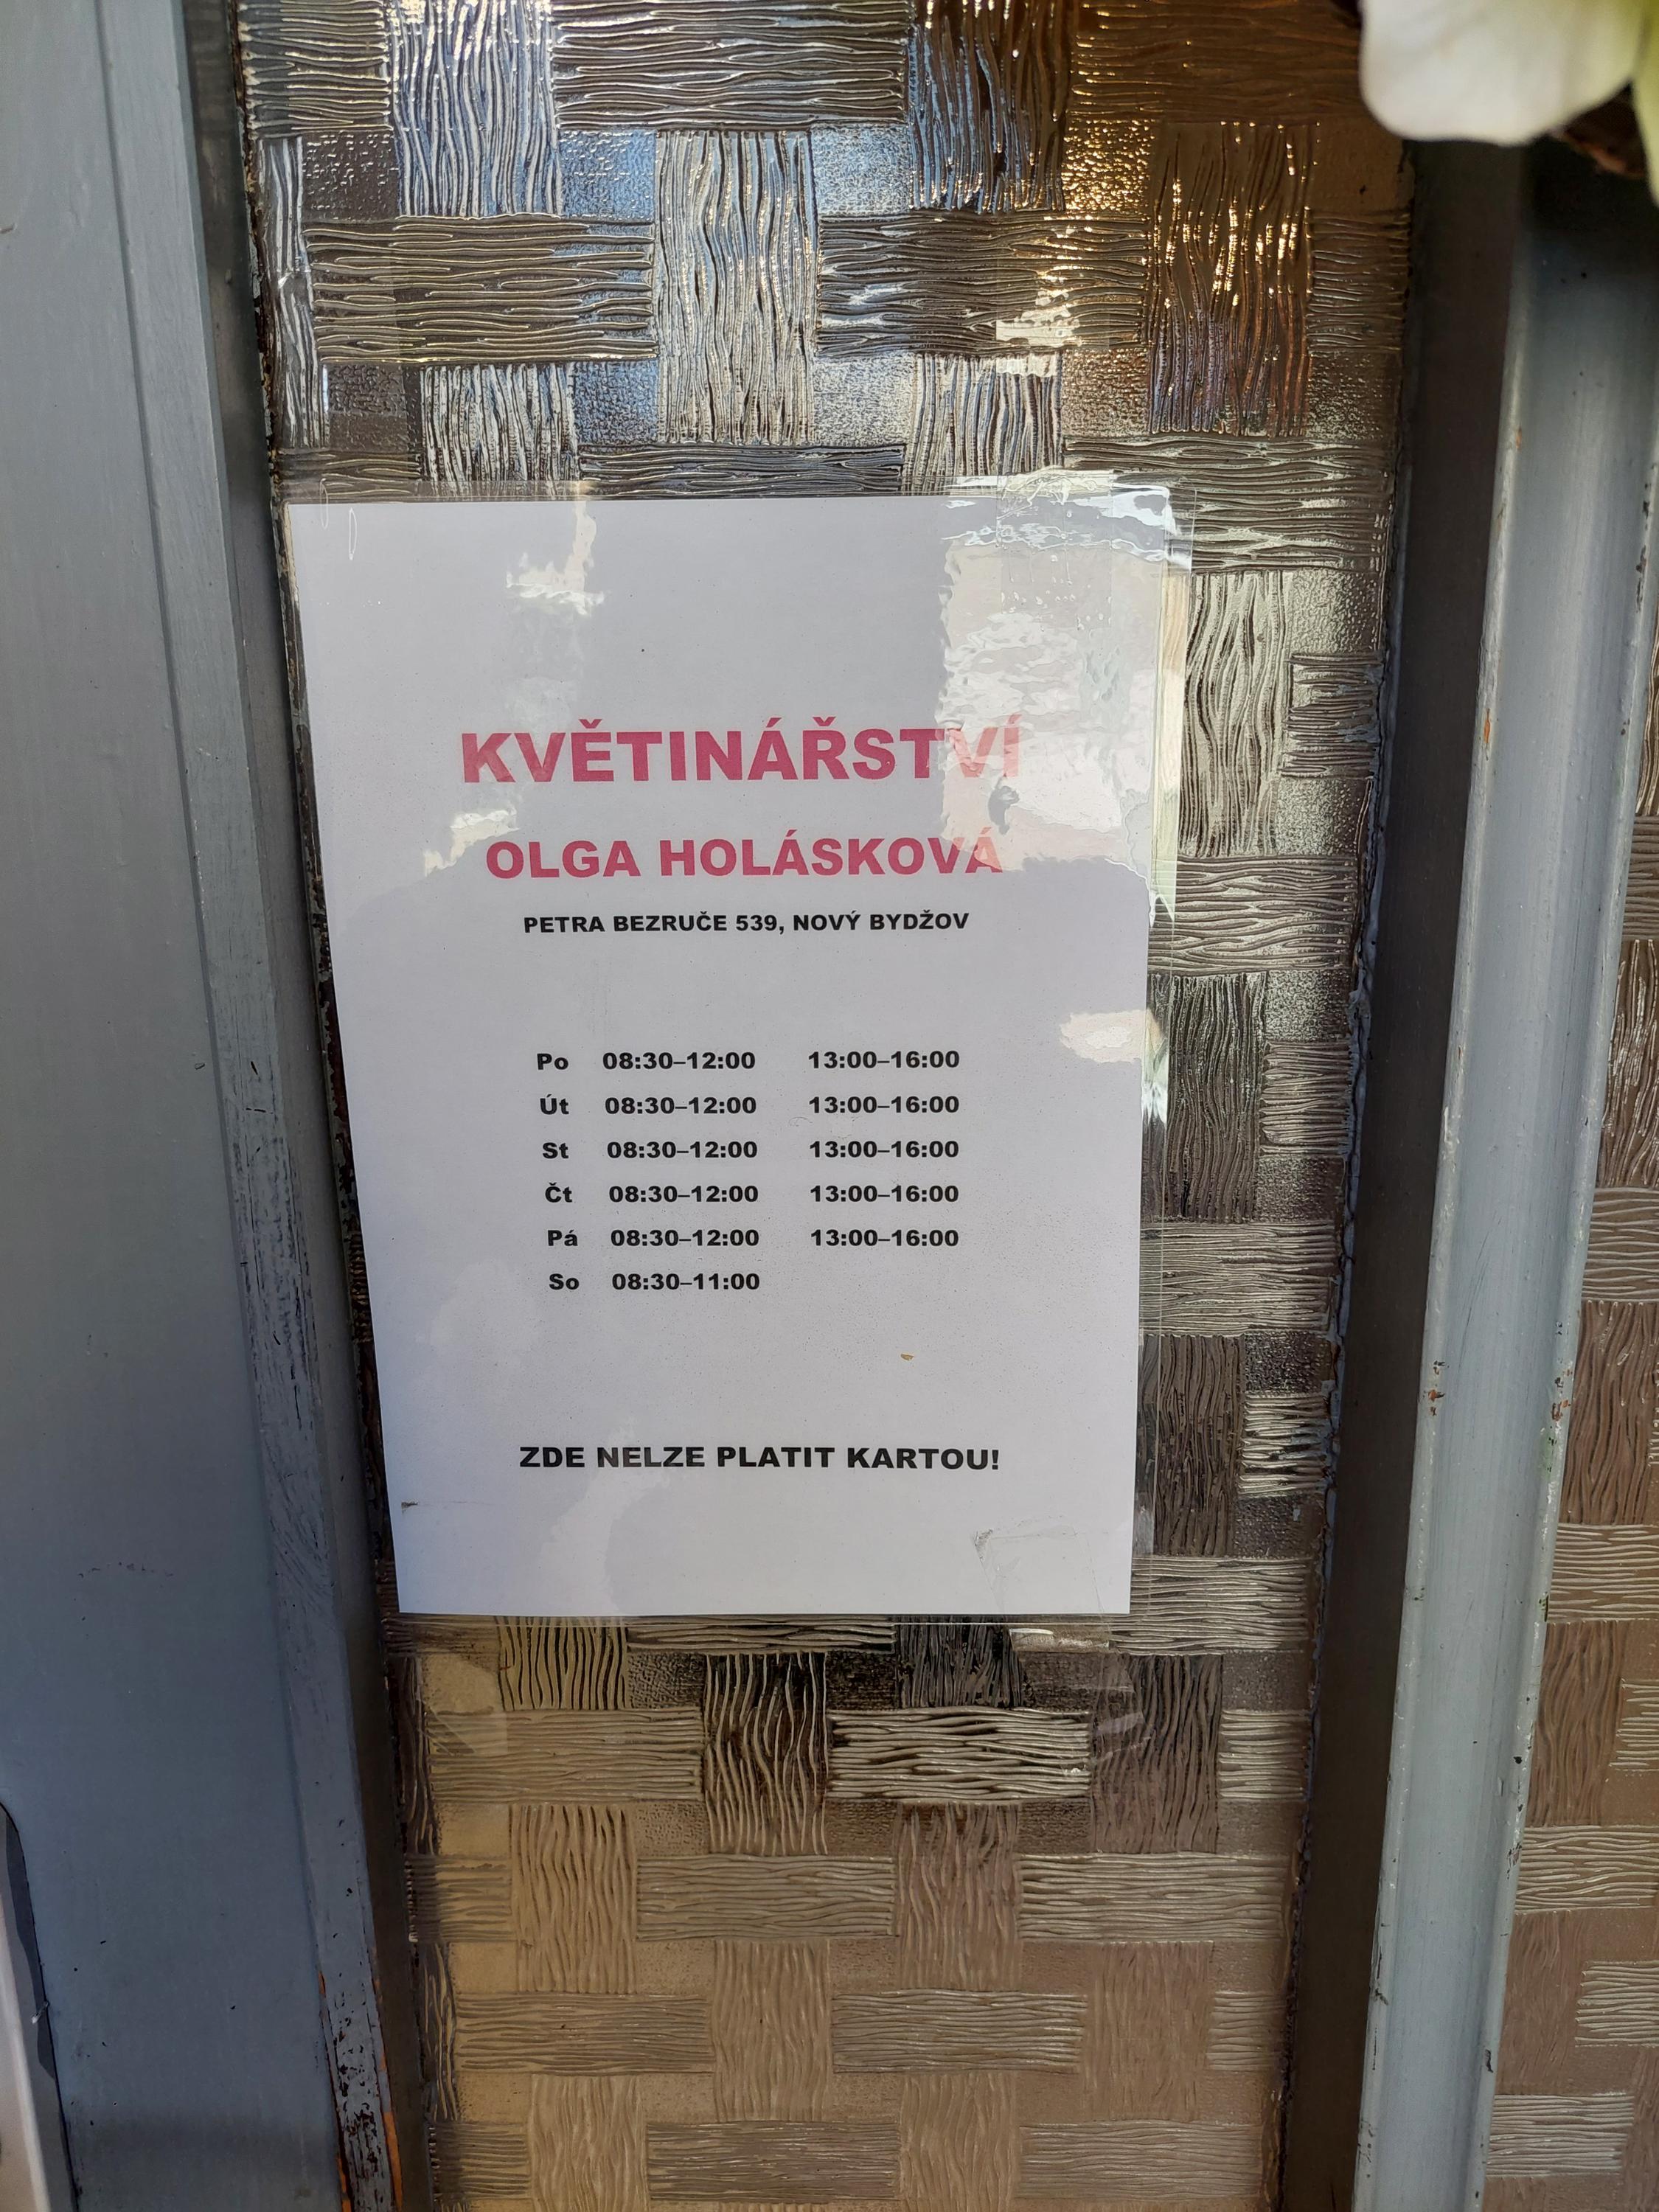 KVĚTINÁŘSTVÍ
OLGA HOLÁSKOVÁ
PETRA BEZRUČE 539, NOVÝ BYDŽOV
Po 08:30–12:00 13:00–16:00
Út 08:30–12:00 13:00–16:00
St 08:30–12:00 13:00–16:00
Čt 08:30–12:00 13:00–16:00
Pá 08:30–12:00 13:00–16:00
So 08:30–11:00
ZDE NELZE PLATIT KARTOU!